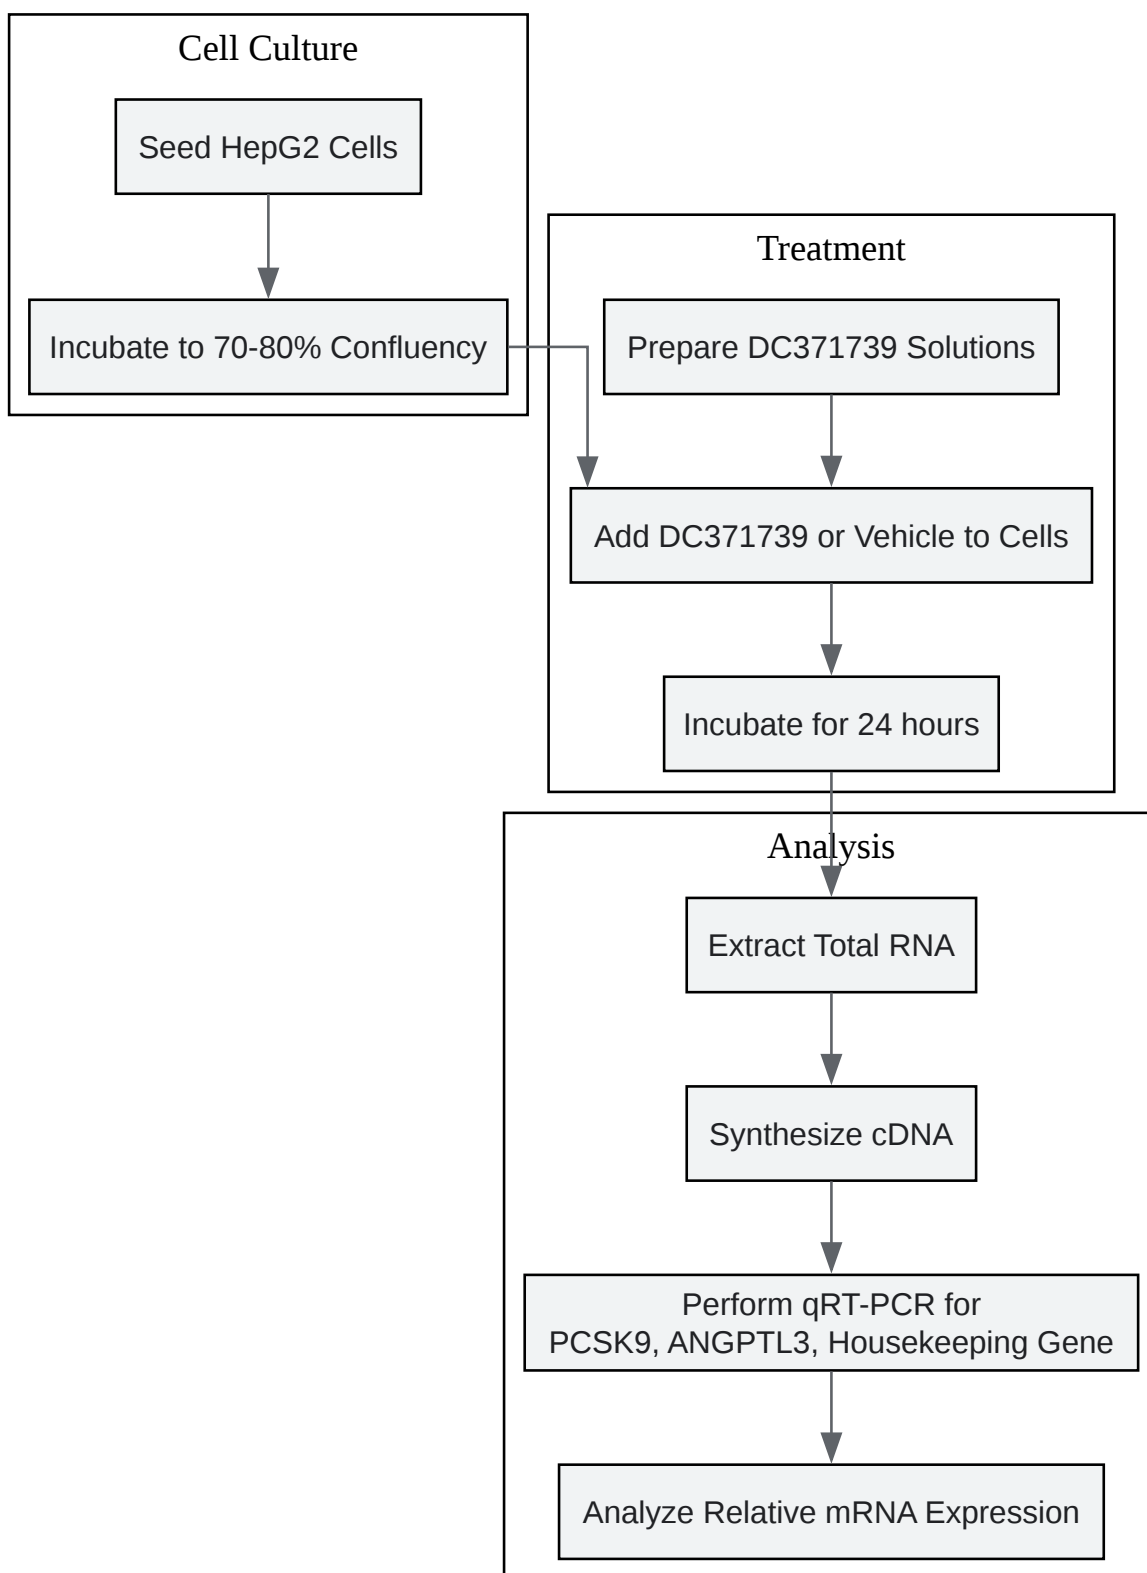 Cell Culture
Seed HepG2 Cells
Incubate to 70-80% Confluency
Treatment
Prepare DC371739 Solutions
Add DC371739 or Vehicle to Cells
Incubate for 24 hours
Analysis
Extract Total RNA
Synthesize cDNA
Perform qRT-PCR for
PCSK9, ANGPTL3, Housekeeping Gene
Analyze Relative mRNA Expression